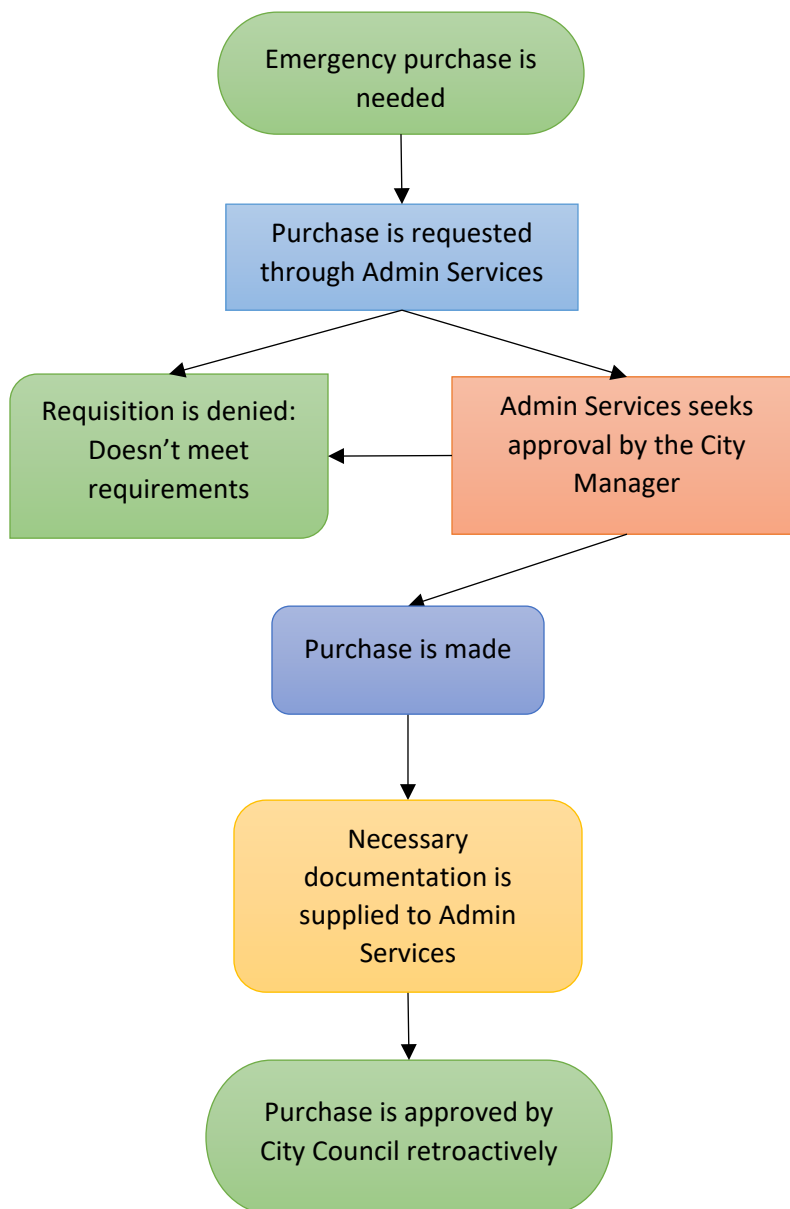 Emergency purchase is
needed
Purchase is requested
through Admin Services
Requisition is denied:
Doesn’t meet
requirements
Admin Services seeks
approval by the City
Manager
Purchase is made
Necessary
documentation is
supplied to Admin
Services
Purchase is approved by
City Council retroactively